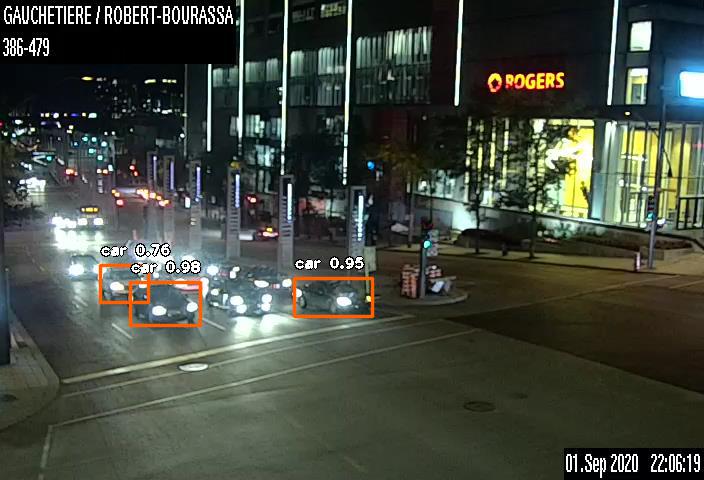 GAUCHETIERE / ROBERT-BOURASSA
386-479
ROGERS
car 0.76
car 0.98
car 0.95
01.Sep 2020 22:06:19